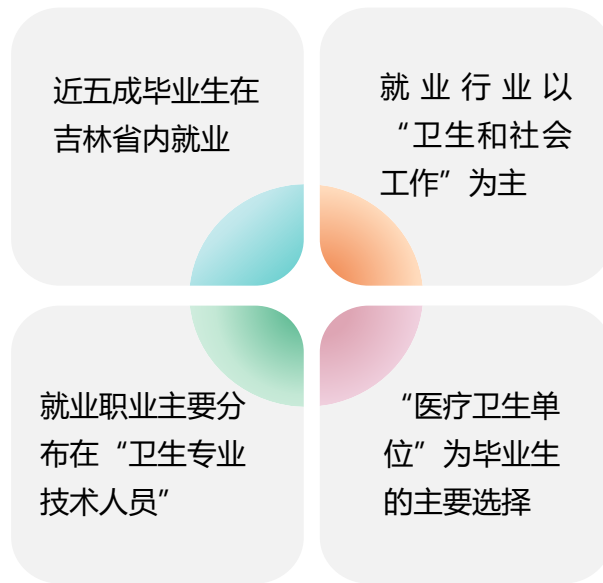 近五成毕业生在
吉林省内就业
就业行业以
“卫生和社会
工作”为主
就业职业主要分
布在“卫生专业
技术人员”
“医疗卫生单
位”为毕业生
的主要选择